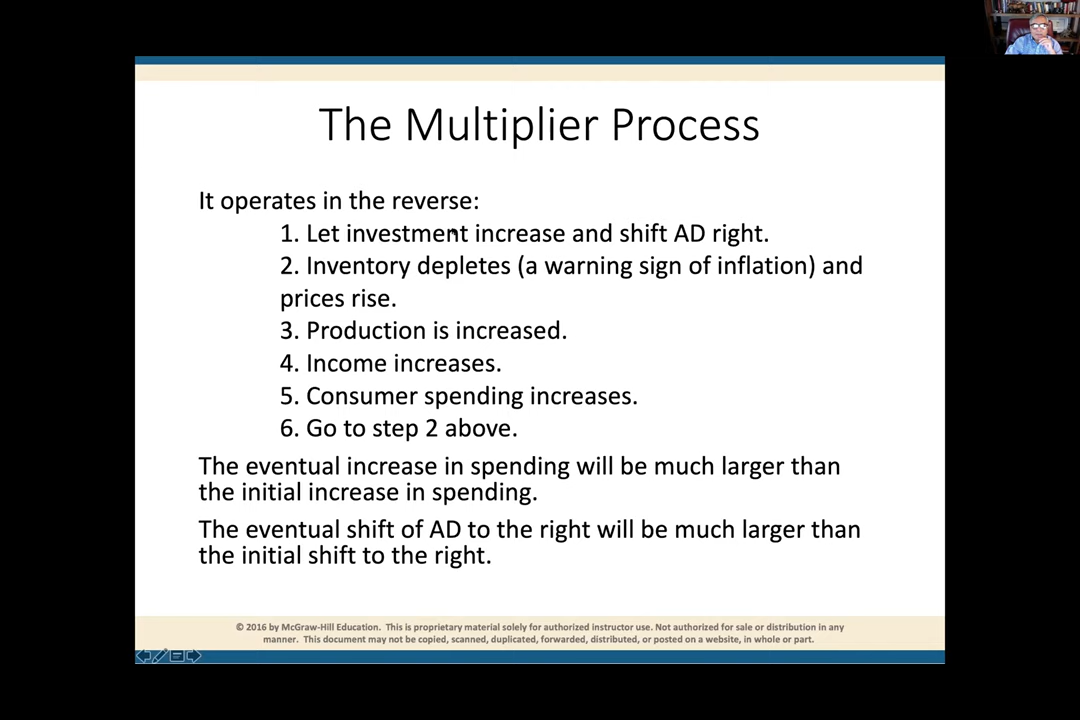 The Multiplier Process
It operates in the reverse:
1. Let investment increase and shift AD right.
2. Inventory depletes (a warning sign of inflation) and
prices rise.
3. Production is increased.
4. Income increases.
5. Consumer spending increases.
6. Go to step 2 above.
The eventual increase in spending will be much larger than
the initial increase in spending.
The eventual shift of AD to the right will be much larger than
the initial shift to the right.
© 2016 by McGraw-Hill Education. This is proprietary material solely for authorized instructor use. Not authorized for sale or distribution in any
manner. This document may not be copied, scanned, duplicated, forwarded, distributed, or posted on a website, in whole or part.